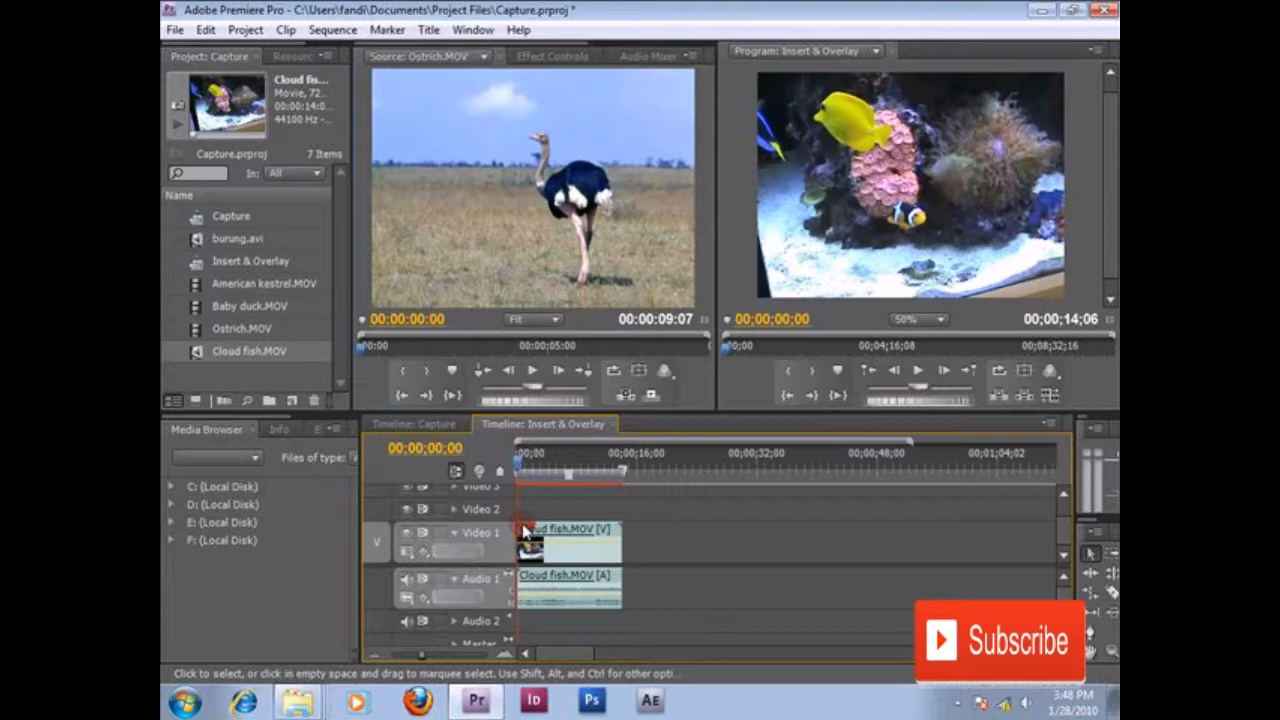 Adobe Premiere Pro - C:\Users\fandi\Documents\Project Files\Capture.prproj *
File Edit Project Clip Sequence Marker Title Window Help
Project: Capture
Source: Ostrich.MOV Effect Controls Audio Mixer
Program: Insert & Overlay
Cloud fis...
Movie, 72...
00:00:14:0...
44100 Hz -...
Capture.prproj 7 Items
In: All
Name
Capture
burung.avi
Insert & Overlay
American kestrel.MOV
Baby duck.MOV
Ostrich.MOV
Cloud fish.MOV
00:00:00:00 Fit 00:00:09:07
00:00:05:00
00;00;00;00 50% 00;00;14;06
00;04;16;08 00;08;32;16
Media Browser Info
Files of type:
C: (Local Disk)
D: (Local Disk)
E: (Local Disk)
F: (Local Disk)
Timeline: Capture Timeline: Insert & Overlay
00;00;00;00
00;00;16;00 00;00;32;00 00;00;48;00 00;01;04;02
Video 3
Video 2
V Video 1 fish.MOV [V]
Audio 1 Cloud fish.MOV [A]
Audio 2
Master
Click to select, or click in empty space and drag to marquee select. Use Shift, Alt, and Ctrl for other opti...
Subscribe
Pr Id Ps AE
3:48 PM
1/28/2010